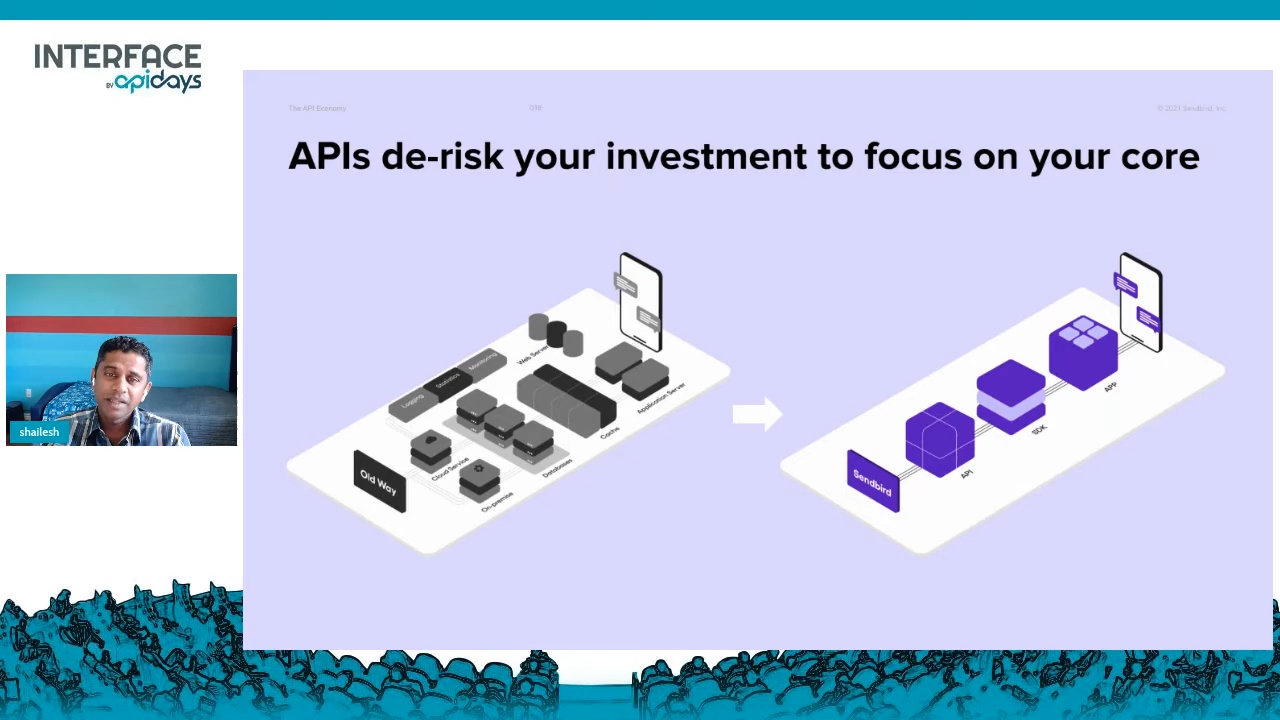 INTERFACE
BY apidays
The API Economy
© 2021 Sendbird, Inc.
APIs de-risk your investment to focus on your core
Logging
Statistics
Monitoring
Web Server
Application Server
Cache
Databases
Cloud Service
On-premise
Old Way
Sendbird
API
SDK
APP
shailesh